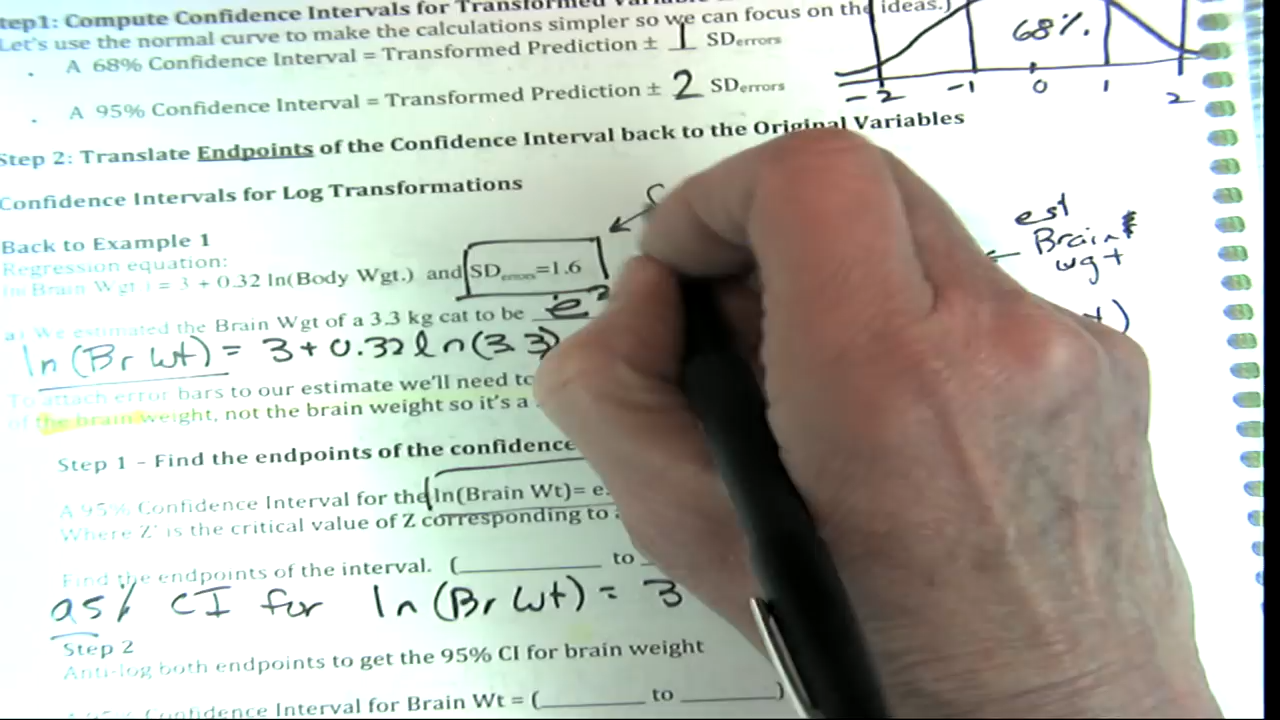 tep1: Compute Confidence Intervals for Transformed
Let's use the normal curve to make the calculations simpler so we can focus on the ideas.)
A 68% Confidence Interval = Transformed Prediction ± 1 SDerrors
A 95% Confidence Interval = Transformed Prediction ± 2 SDerrors
68%
-2 -1 0 1 2
Step 2: Translate Endpoints of the Confidence Interval back to the Original Variables
Confidence Intervals for Log Transformations
Back to Example 1
Regression equation:
ln(Brain Wgt.) = 3 + 0.32 ln(Body Wgt.) and SDerrors=1.6
est
Brain
wgt
a) We estimated the Brain Wgt of a 3.3 kg cat to be
ln(Br Wt) = 3 + 0.32 ln(3.3)
To attach error bars to our estimate we'll need to
of the brain weight, not the brain weight so it's a
Step 1 - Find the endpoints of the confidence
A 95% Confidence Interval for the ln(Brain Wt)=
Where Z* is the critical value of Z corresponding to
Find the endpoints of the interval. (________ to
95% CI for ln(Br Wt) = 3
Step 2
Anti-log both endpoints to get the 95% CI for brain weight
Confidence Interval for Brain Wt = (________ to ________)